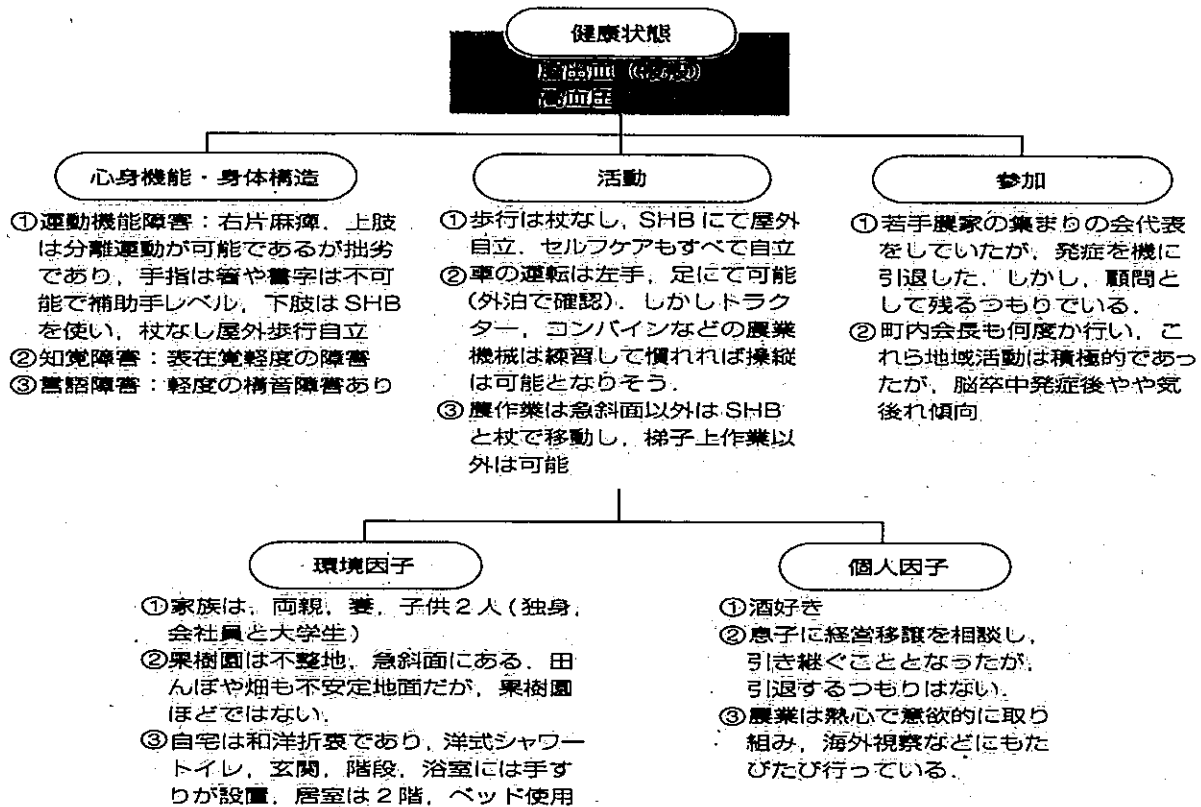 健康状態
脳出血
高血圧
心身機能・身体構造
①運動機能障害：右片麻痺．上肢
は分離運動が可能であるが拙劣
であり，手指は箸や書字は不可
能で補助手レベル，下肢はSHB
を使い，杖なし屋外歩行自立
②知覚障害：表在覚軽度の障害
③言語障害：軽度の構音障害あり
活動
①歩行は杖なし，SHBにて屋外
自立．セルフケアもすべて自立
②車の運転は左手，足にて可能
(外泊で確認)．しかしトラク
ター，コンバインなどの農業
機械は練習して慣れれば操縦
は可能となりそう．
③農作業は急斜面以外はSHB
と杖で移動し，梯子上作業以
外は可能
参加
①若手農家の集まりの会代表
をしていたが，発症を機に
引退した．しかし，顧問と
して残るつもりでいる．
②町内会長も何度か行い，こ
れら地域活動は積極的であっ
たが，脳卒中発症後やや気
後れ傾向
環境因子
①家族は，両親，妻，子供2人(独身，
会社員と大学生)
②果樹園は不整地，急斜面にある．田
んぼや畑も不安定地面だが，果樹園
ほどではない．
③自宅は和洋折衷であり，洋式シャワー
トイレ，玄関，階段，浴室には手す
りが設置．居室は2階，ベッド使用
個人因子
①酒好き
②息子に経営移譲を相談し，
引き継ぐこととなったが，
引退するつもりはない．
③農業は熱心で意欲的に取り
組み，海外視察などにもた
びたび行っている．